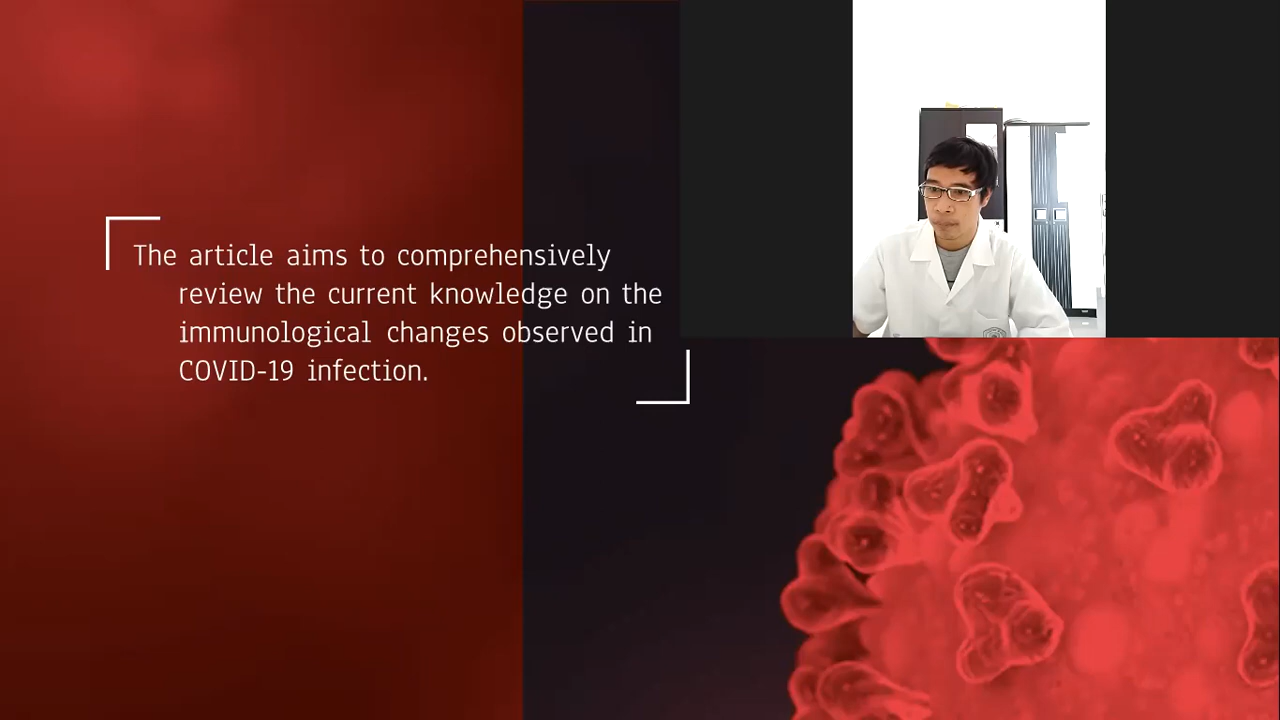 The article aims to comprehensively
review the current knowledge on the
immunological changes observed in
COVID-19 infection.